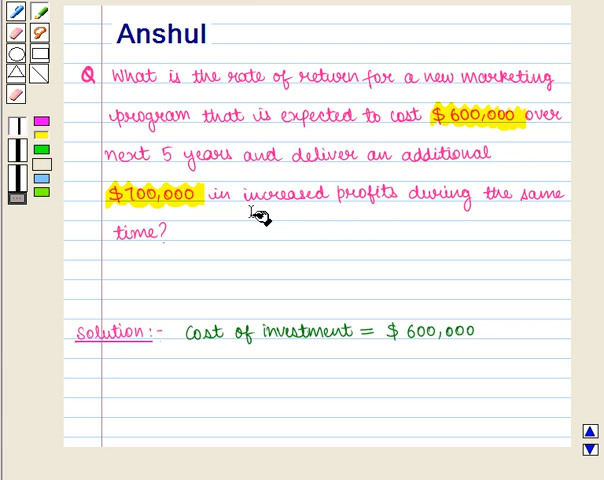 Anshul
Q What is the rate of return for a new marketing
program that is expected to cost $600,000 over
next 5 years and deliver an additional
$700,000 in increased profits during the same
time?
Solution:- Cost of investment = $ 600,000